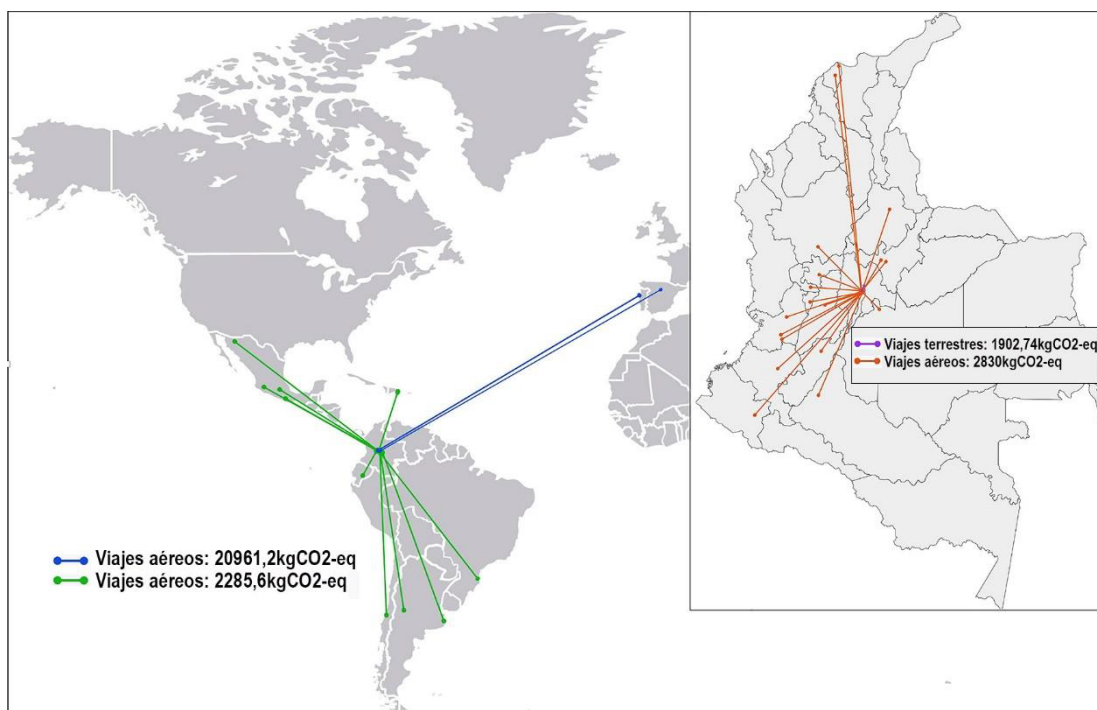 Viajes terrestres: 1902,74kgCO2-eq
Viajes aéreos: 2830kgCO2-eq
Viajes aéreos: 20961,2kgCO2-eq
Viajes aéreos: 2285,6kgCO2-eq